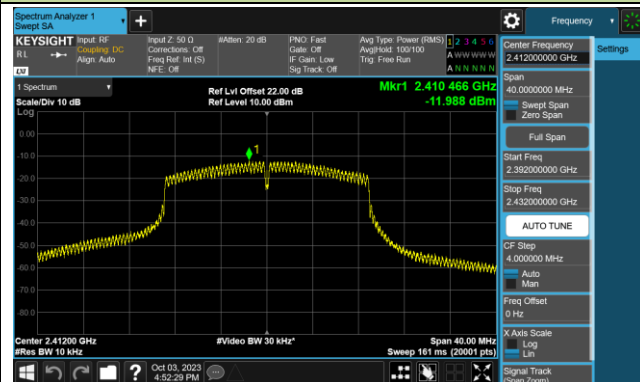 Spectrum Analyzer 1
Swept SA
Frequency
KEYSIGHT
RL
Input: RF
Coupling: DC
Align: Auto
Input Z: 50 Ω
Corrections: Off
Freq Ref: Int (S)
NFE: Off
#Atten: 20 dB
PNO: Fast
Gate: Off
IF Gain: Low
Sig Track: Off
Avg Type: Power (RMS)
Avg|Hold: 100/100
Trig: Free Run
1 2 3 4 5 6
A W W W W W
A N N N N N
Center Frequency
2.412000000 GHz
Settings
1 Spectrum
Scale/Div 10 dB
Log
Ref Lvl Offset 22.00 dB
Ref Level 10.00 dBm
Mkr1 2.410 466 GHz
-11.988 dBm
Span
40.0000000 MHz
Swept Span
Zero Span
Full Span
Start Freq
2.392000000 GHz
Stop Freq
2.432000000 GHz
AUTO TUNE
CF Step
4.000000 MHz
Auto
Man
Freq Offset
0 Hz
X Axis Scale
Log
Lin
Signal Track
(Span Zoom)
0.00
-10.0
-20.0
-30.0
-40.0
-50.0
-60.0
-70.0
-80.0
1
Center 2.41200 GHz
#Res BW 10 kHz
#Video BW 30 kHz*
Span 40.00 MHz
Sweep 161 ms (20001 pts)
?
Oct 03, 2023
4:52:29 PM